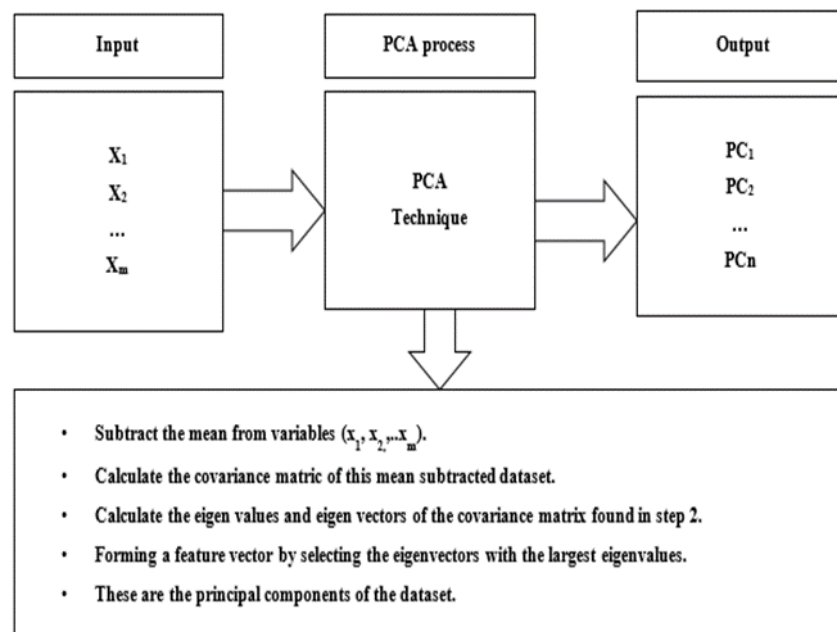 Input
PCA process
Output
X₁
X₂
...
Xₘ
PCA
Technique
PC₁
PC₂
...
PCn
• Subtract the mean from variables (x₁, x₂,..xₘ).
• Calculate the covariance matric of this mean subtracted dataset.
• Calculate the eigen values and eigen vectors of the covariance matrix found in step 2.
• Forming a feature vector by selecting the eigenvectors with the largest eigenvalues.
• These are the principal components of the dataset.